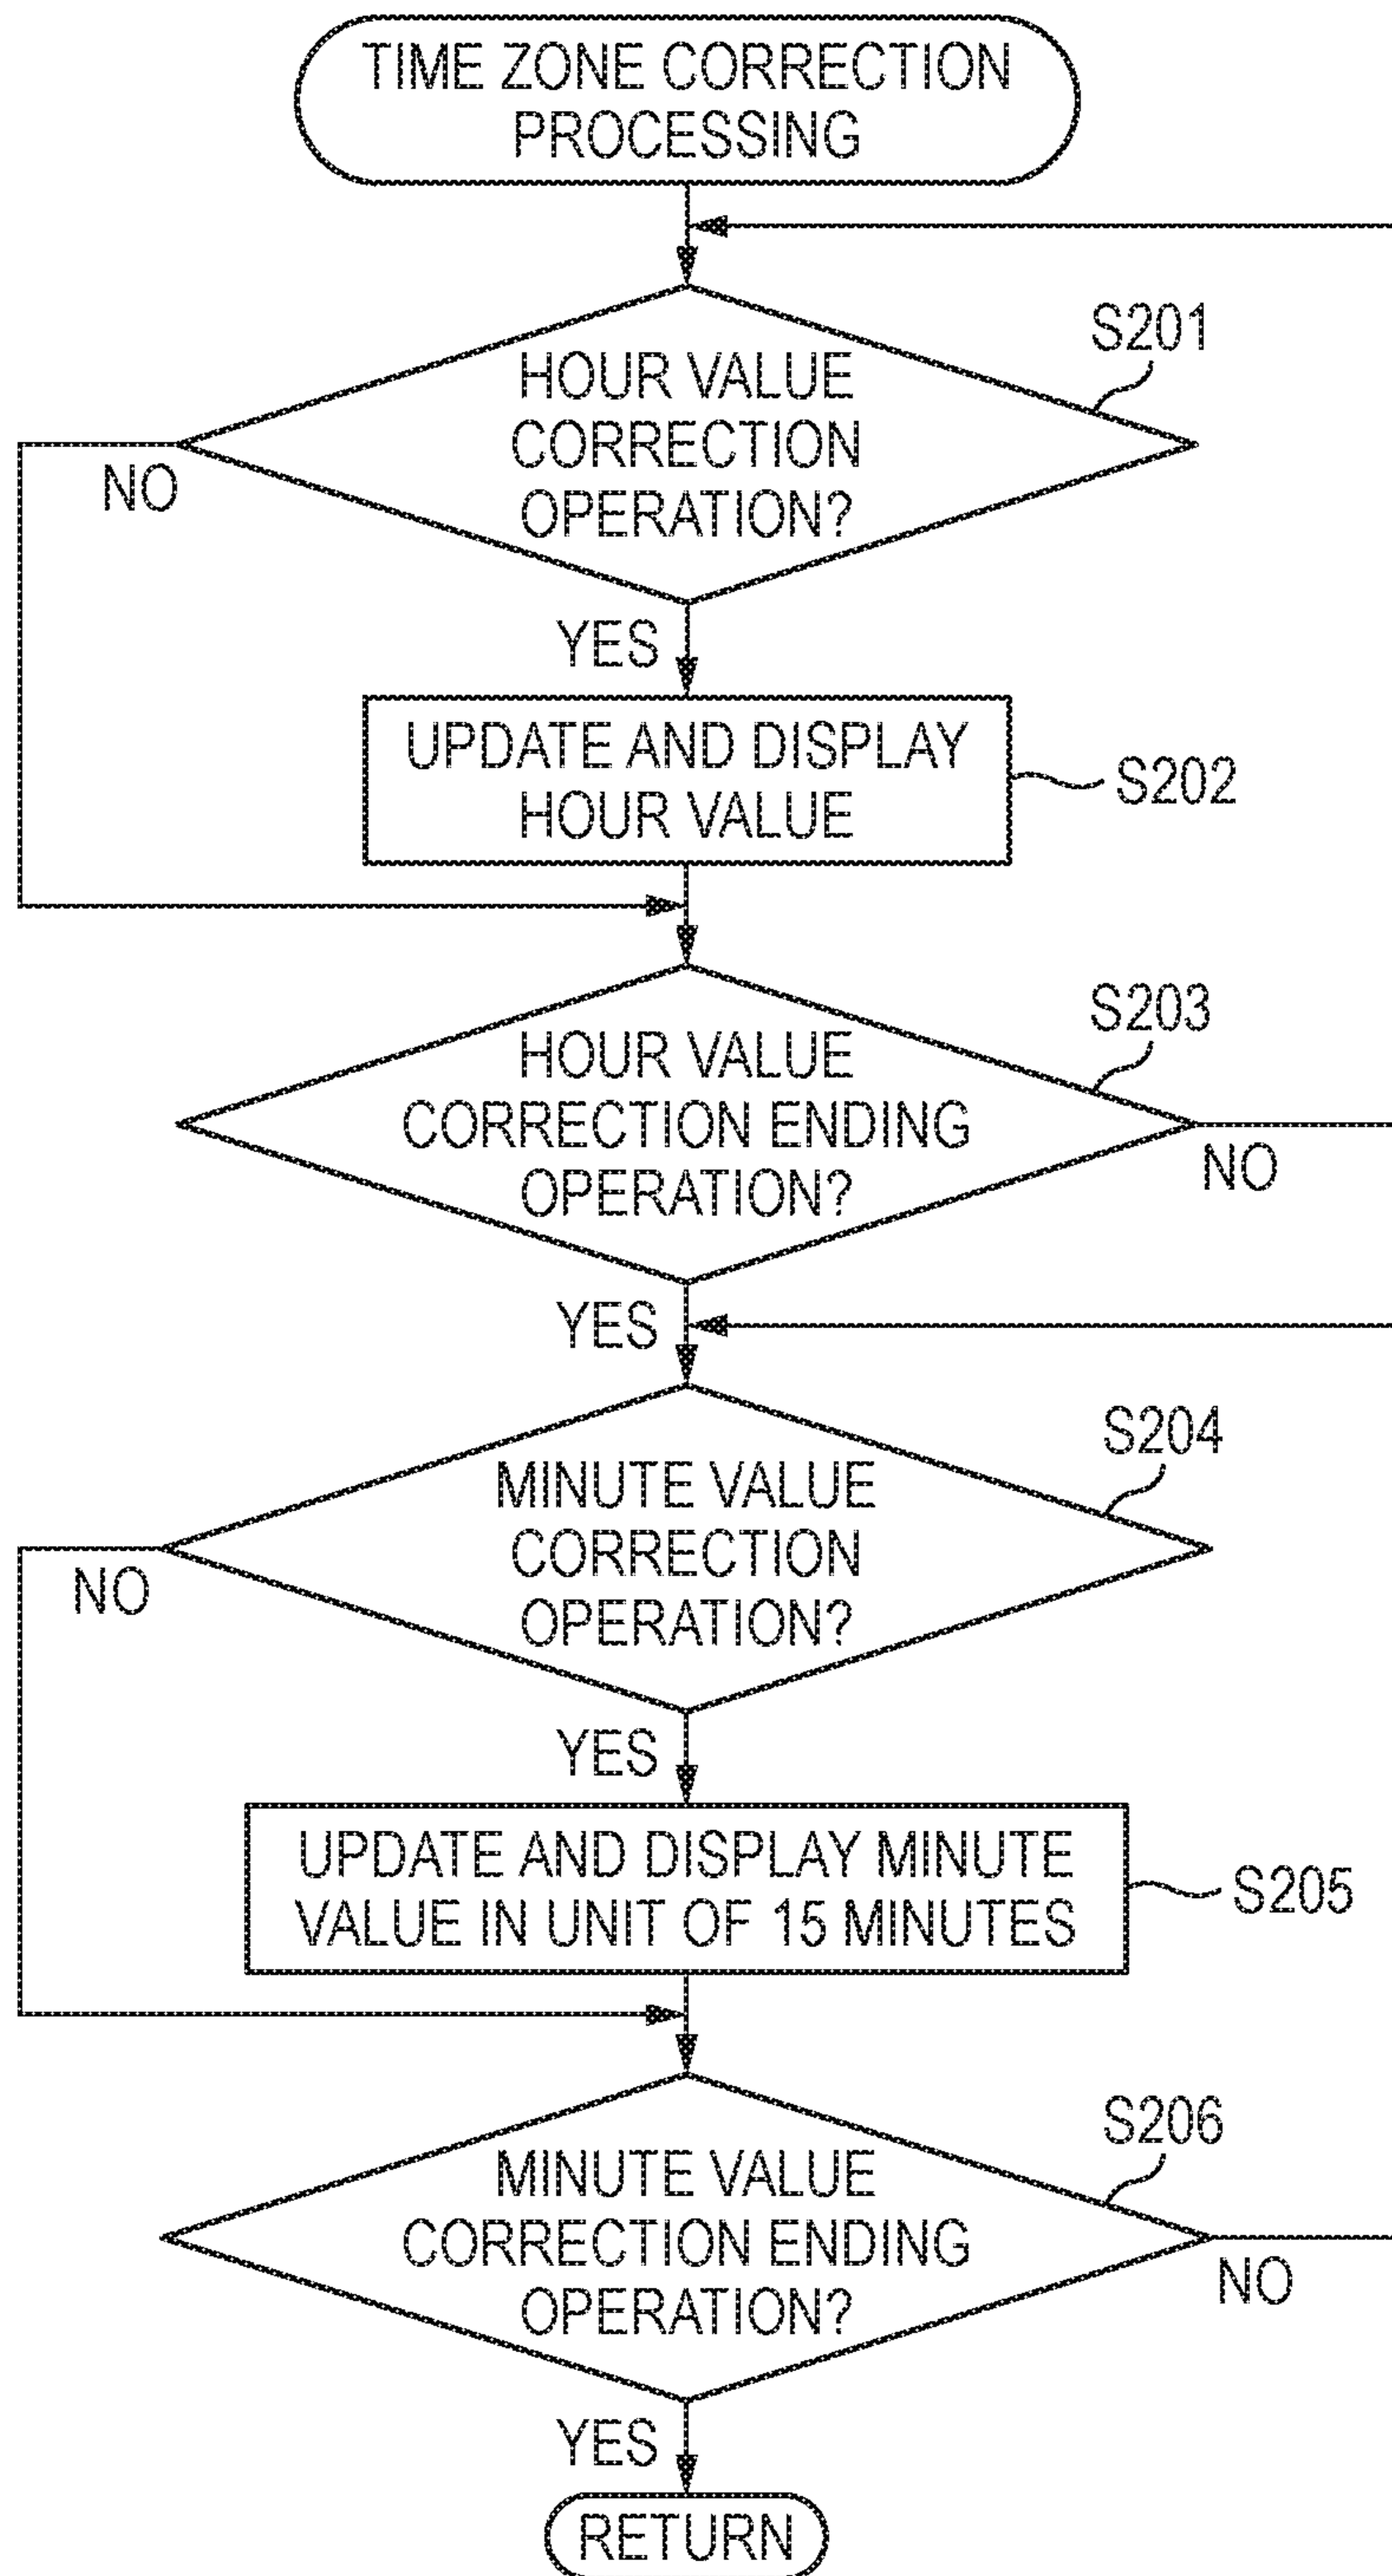 TIME ZONE CORRECTION
PROCESSING
S201
HOUR VALUE
CORRECTION
OPERATION?
NO
YES
UPDATE AND DISPLAY
HOUR VALUE
S202
S203
HOUR VALUE
CORRECTION ENDING
OPERATION?
NO
YES
S204
MINUTE VALUE
CORRECTION
OPERATION?
NO
YES
UPDATE AND DISPLAY MINUTE
VALUE IN UNIT OF 15 MINUTES
S205
S206
MINUTE VALUE
CORRECTION ENDING
OPERATION?
NO
YES
RETURN